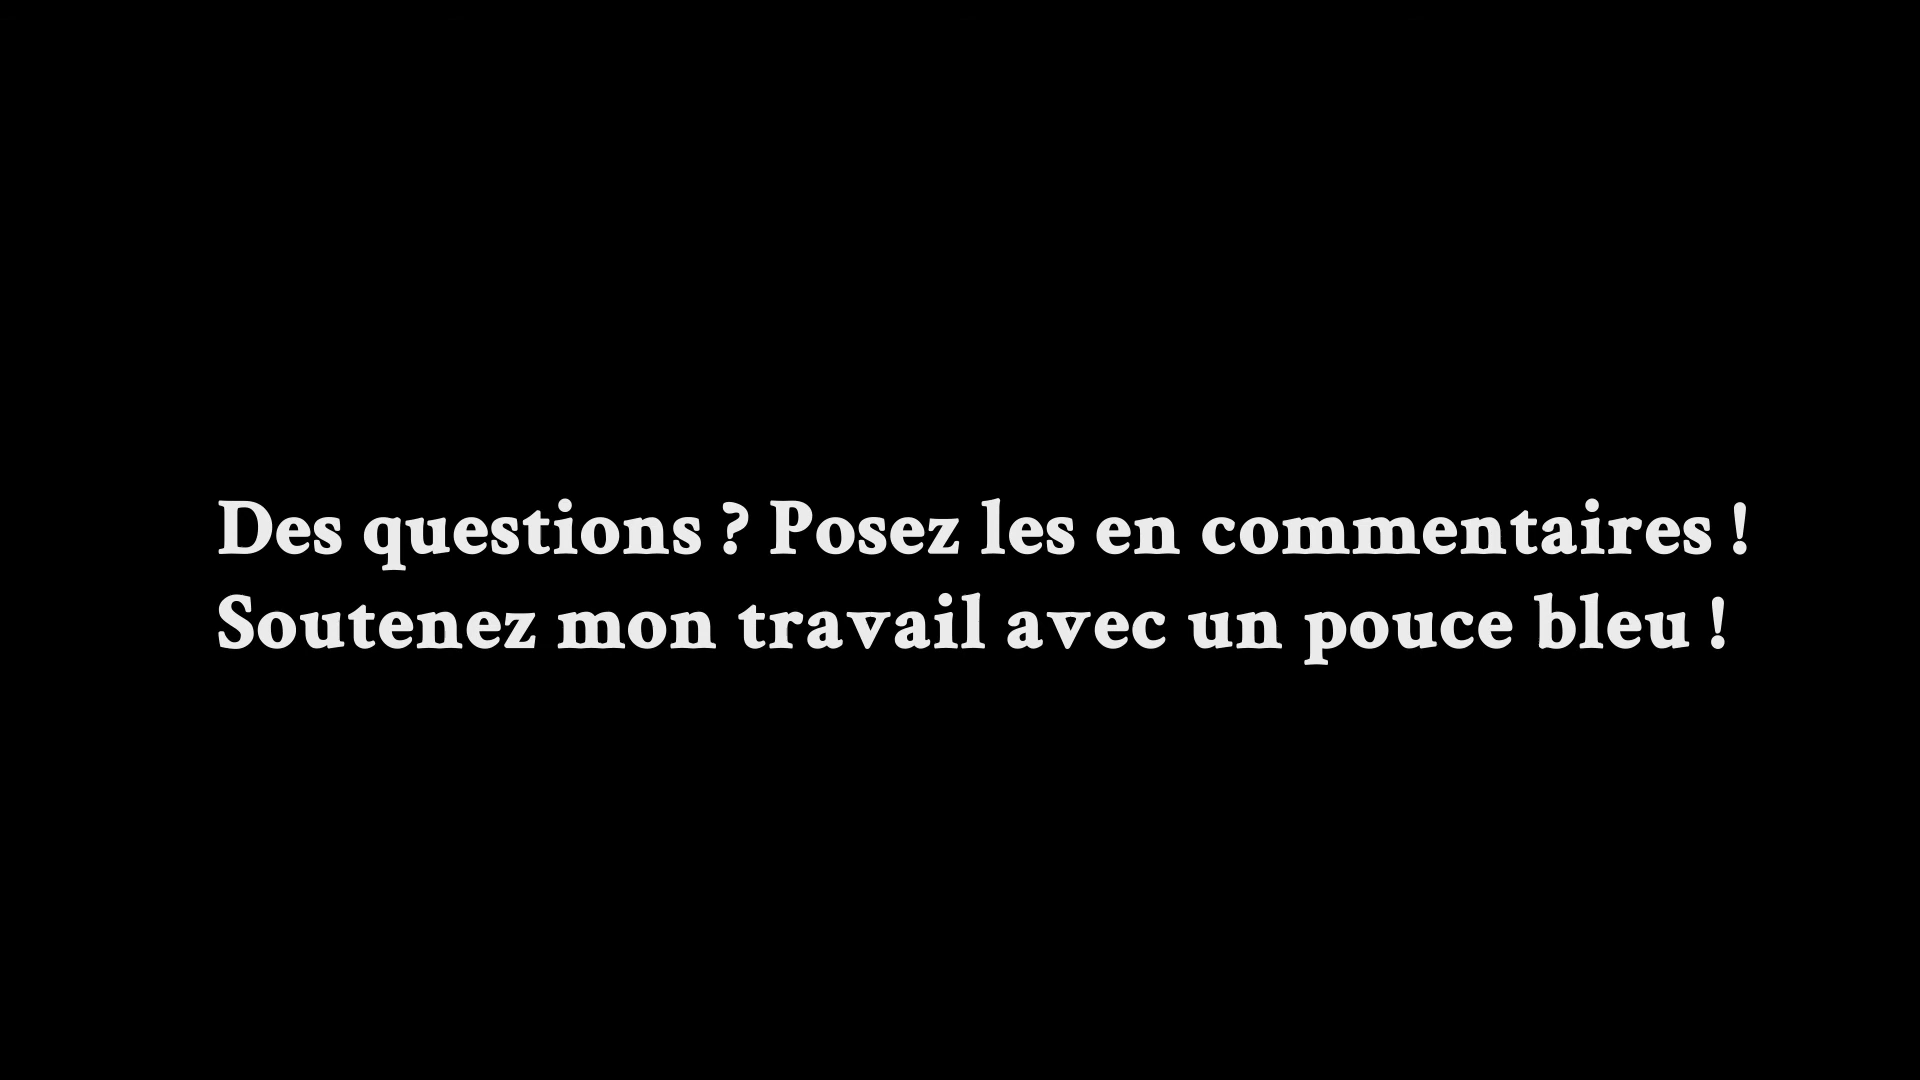 Des questions ? Posez les en commentaires !
Soutenez mon travail avec un pouce bleu !